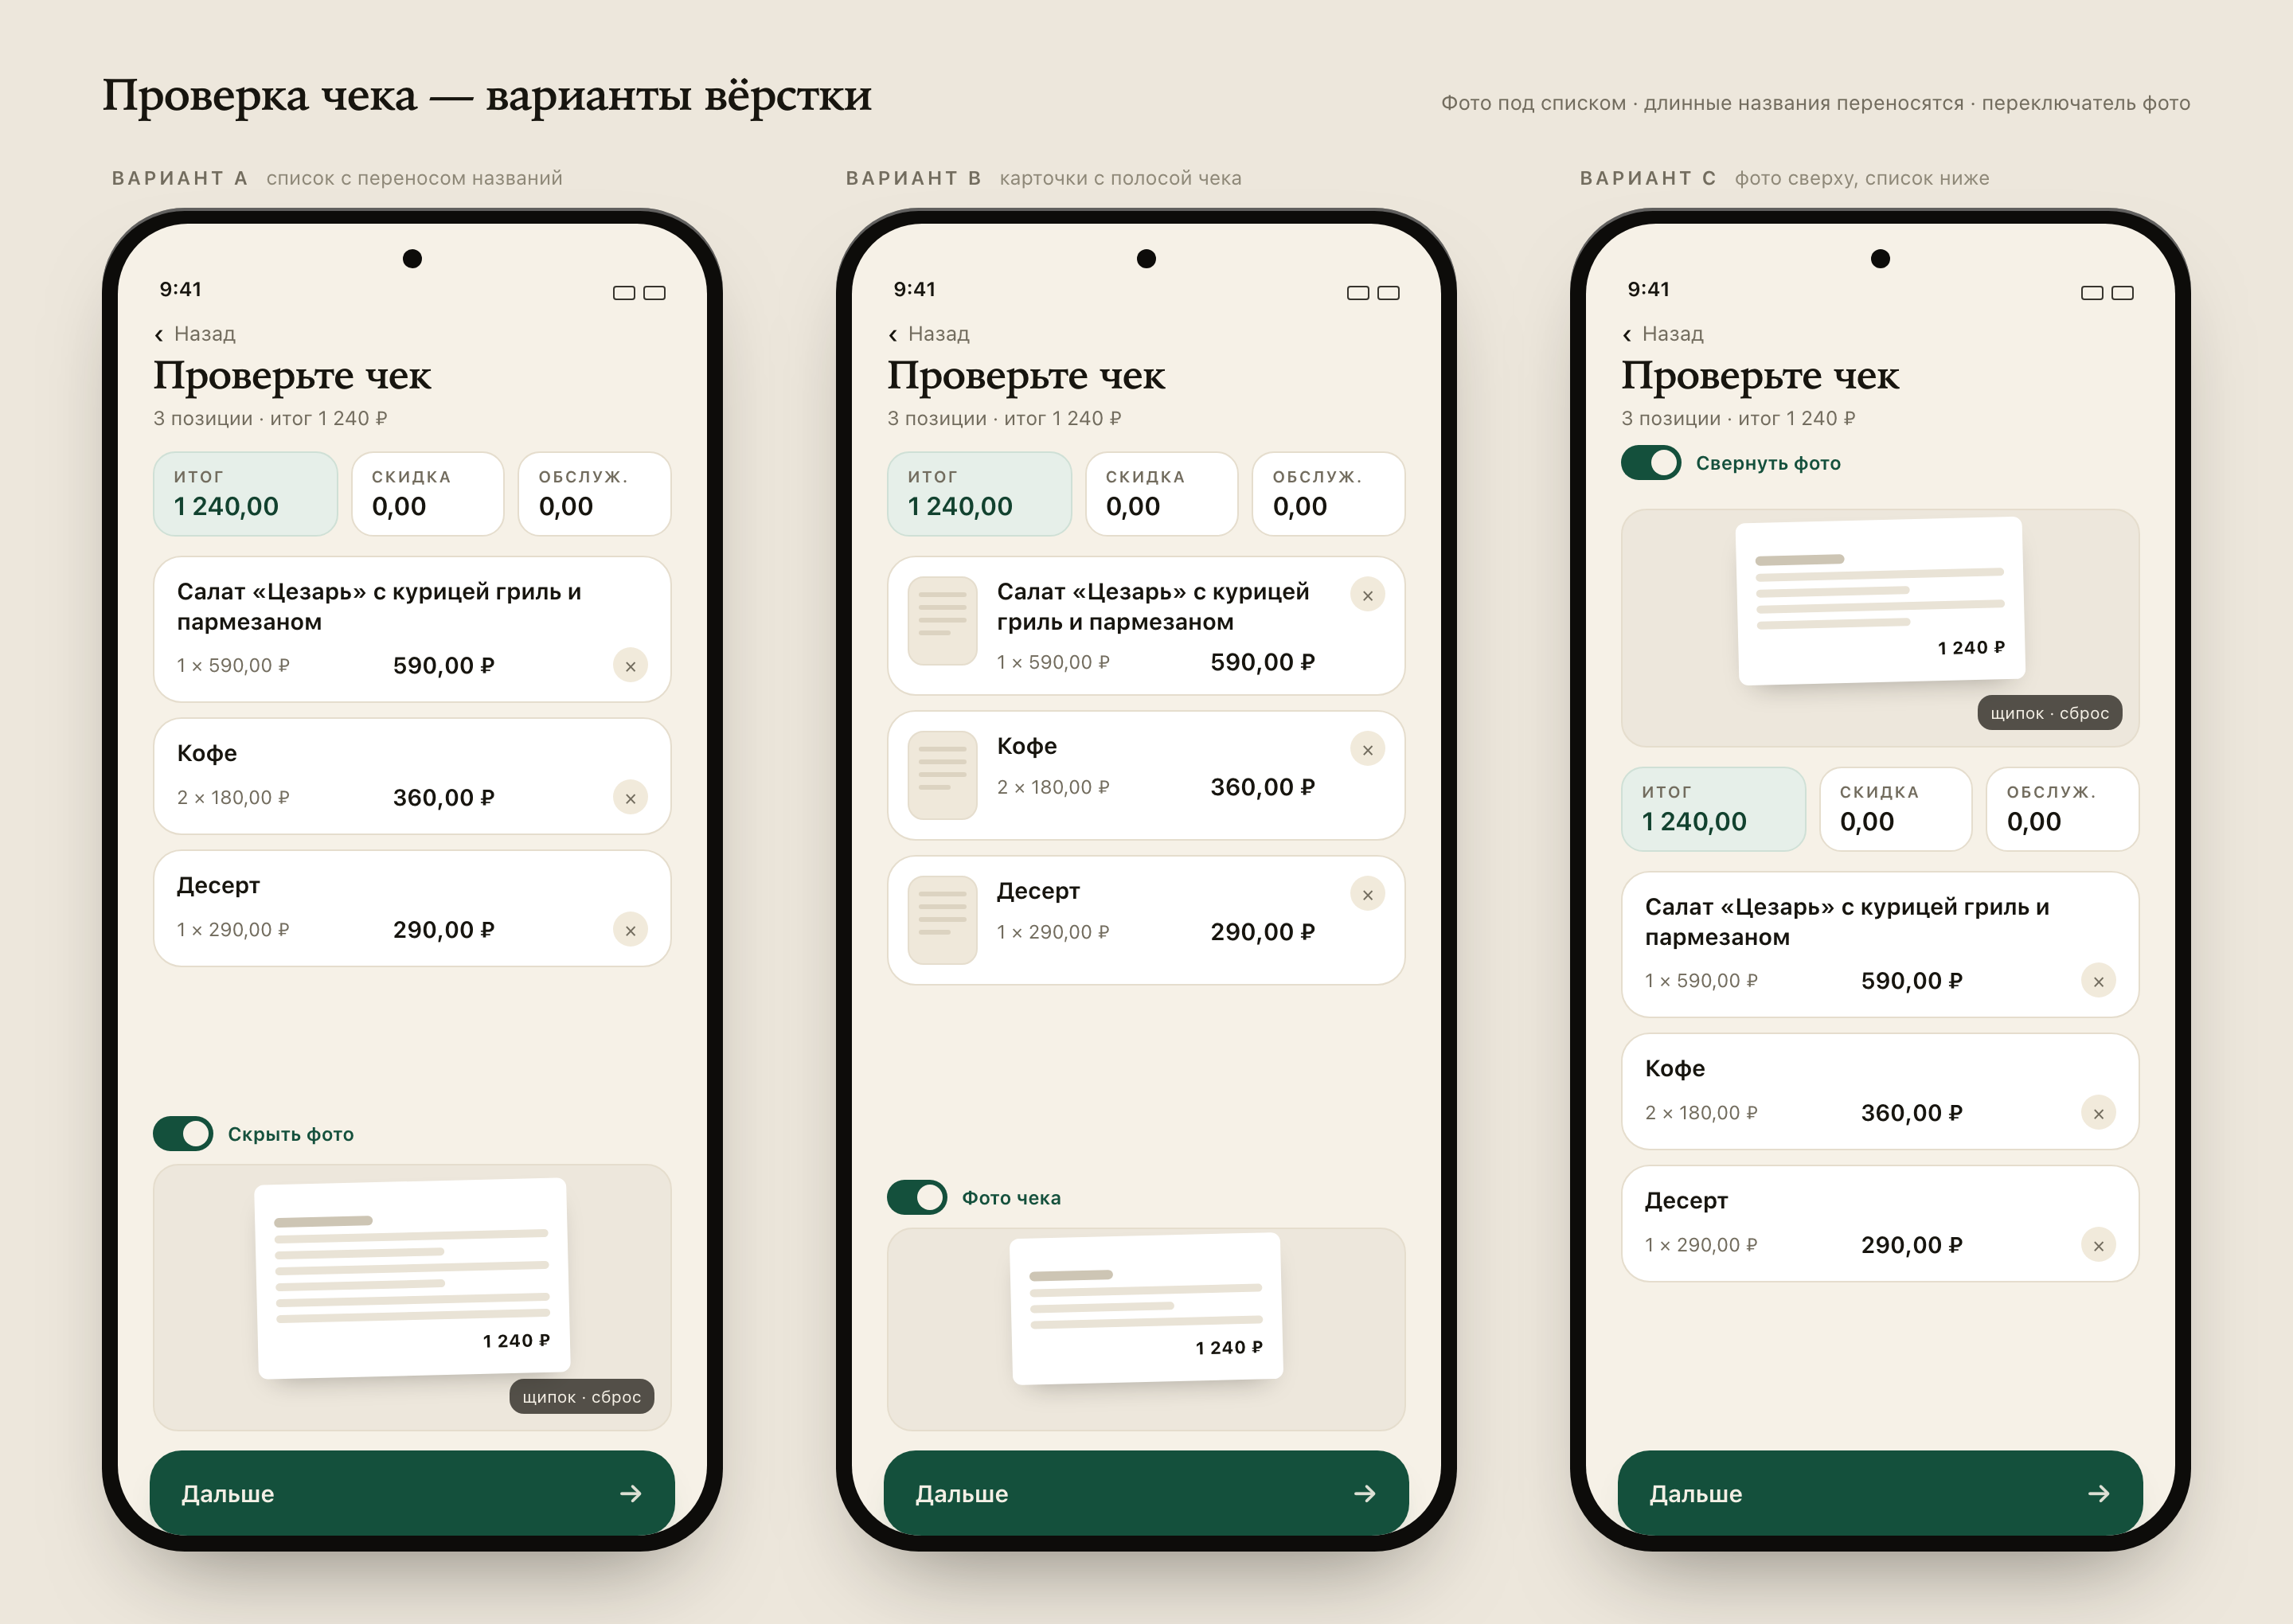 Проверка чека — варианты вёрстки
Фото под списком · длинные названия переносятся · переключатель фото
ВАРИАНТ A список с переносом названий
9:41
‹ Назад
Проверьте чек
3 позиции · итог 1 240 ₽
ИТОГ
1 240,00
СКИДКА
0,00
ОБСЛУЖ.
0,00
Салат «Цезарь» с курицей гриль и
пармезаном
1 × 590,00 ₽ 590,00 ₽ ×
Кофе
2 × 180,00 ₽ 360,00 ₽ ×
Десерт
1 × 290,00 ₽ 290,00 ₽ ×
Скрыть фото
1 240 ₽
щипок · сброс
Дальше →
ВАРИАНТ B карточки с полосой чека
9:41
‹ Назад
Проверьте чек
3 позиции · итог 1 240 ₽
ИТОГ
1 240,00
СКИДКА
0,00
ОБСЛУЖ.
0,00
Салат «Цезарь» с курицей ×
гриль и пармезаном
1 × 590,00 ₽ 590,00 ₽
Кофе ×
2 × 180,00 ₽ 360,00 ₽
Десерт ×
1 × 290,00 ₽ 290,00 ₽
Фото чека
1 240 ₽
Дальше →
ВАРИАНТ C фото сверху, список ниже
9:41
‹ Назад
Проверьте чек
3 позиции · итог 1 240 ₽
Свернуть фото
1 240 ₽
щипок · сброс
ИТОГ
1 240,00
СКИДКА
0,00
ОБСЛУЖ.
0,00
Салат «Цезарь» с курицей гриль и
пармезаном
1 × 590,00 ₽ 590,00 ₽ ×
Кофе
2 × 180,00 ₽ 360,00 ₽ ×
Десерт
1 × 290,00 ₽ 290,00 ₽ ×
Дальше →